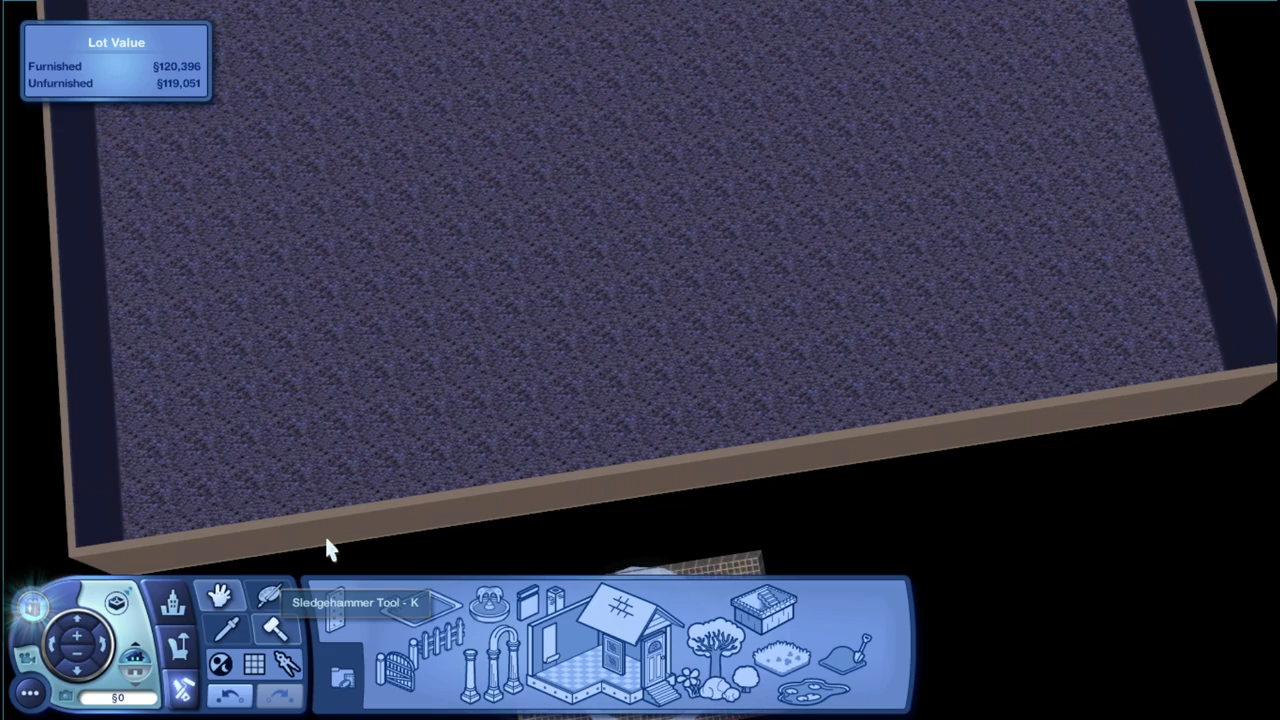 Lot Value
Furnished §120,396
Unfurnished §119,051
Sledgehammer Tool - K
§0